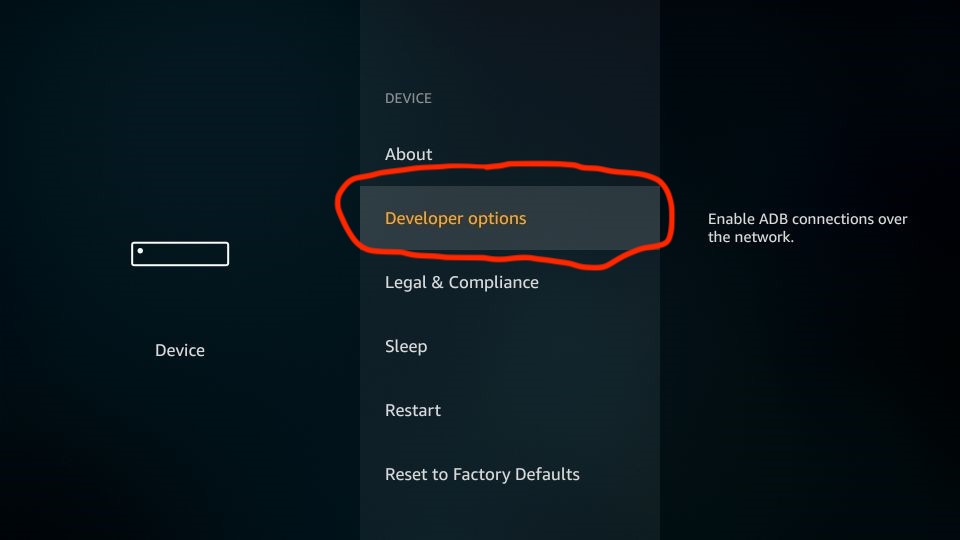 DEVICE
About
Developer options
Enable ADB connections over
the network.
Legal & Compliance
Device
Sleep
Restart
Reset to Factory Defaults